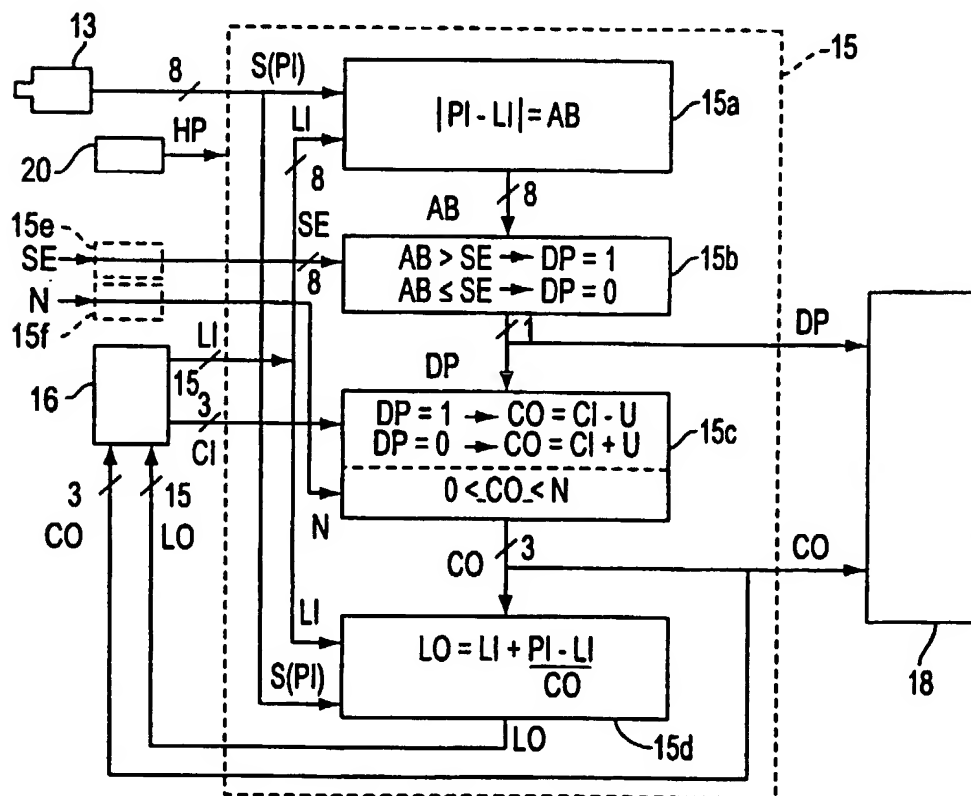 13
8
S(PI)
15
LI
|PI - LI| = AB
15a
20
HP
8
8
AB
15e
SE
SE
8
AB > SE → DP = 1
AB ≤ SE → DP = 0
15b
N
15f
1
DP
LI
15
DP
16
3
CI
DP = 1 → CO = CI - U
DP = 0 → CO = CI + U
15c
0 <_CO_< N
3
15
N
CO
LO
CO
3
CO
LI
LO = LI + PI - LI
CO
S(PI)
18
LO
15d